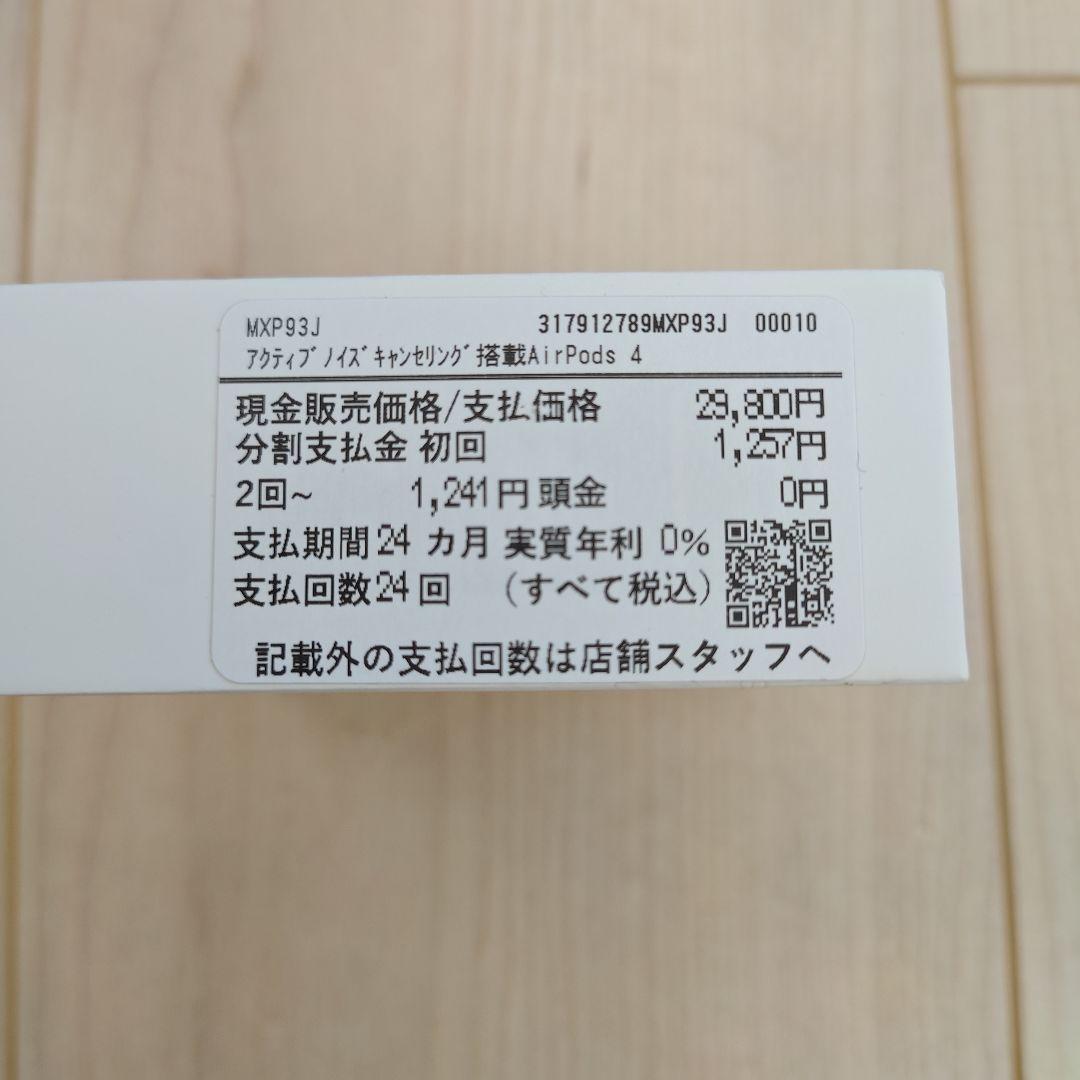 MXP93J 317912789MXP93J 00010
ｱｸﾃｨﾌﾞﾉｲｽﾞｷｬﾝｾﾘﾝｸﾞ搭載AirPods 4
現金販売価格/支払価格 29,800円
分割支払金 初回 1,257円
2回~ 1,241円 頭金 0円
支払期間24 カ月 実質年利 0%
支払回数24回 (すべて税込)
記載外の支払回数は店舗スタッフへ